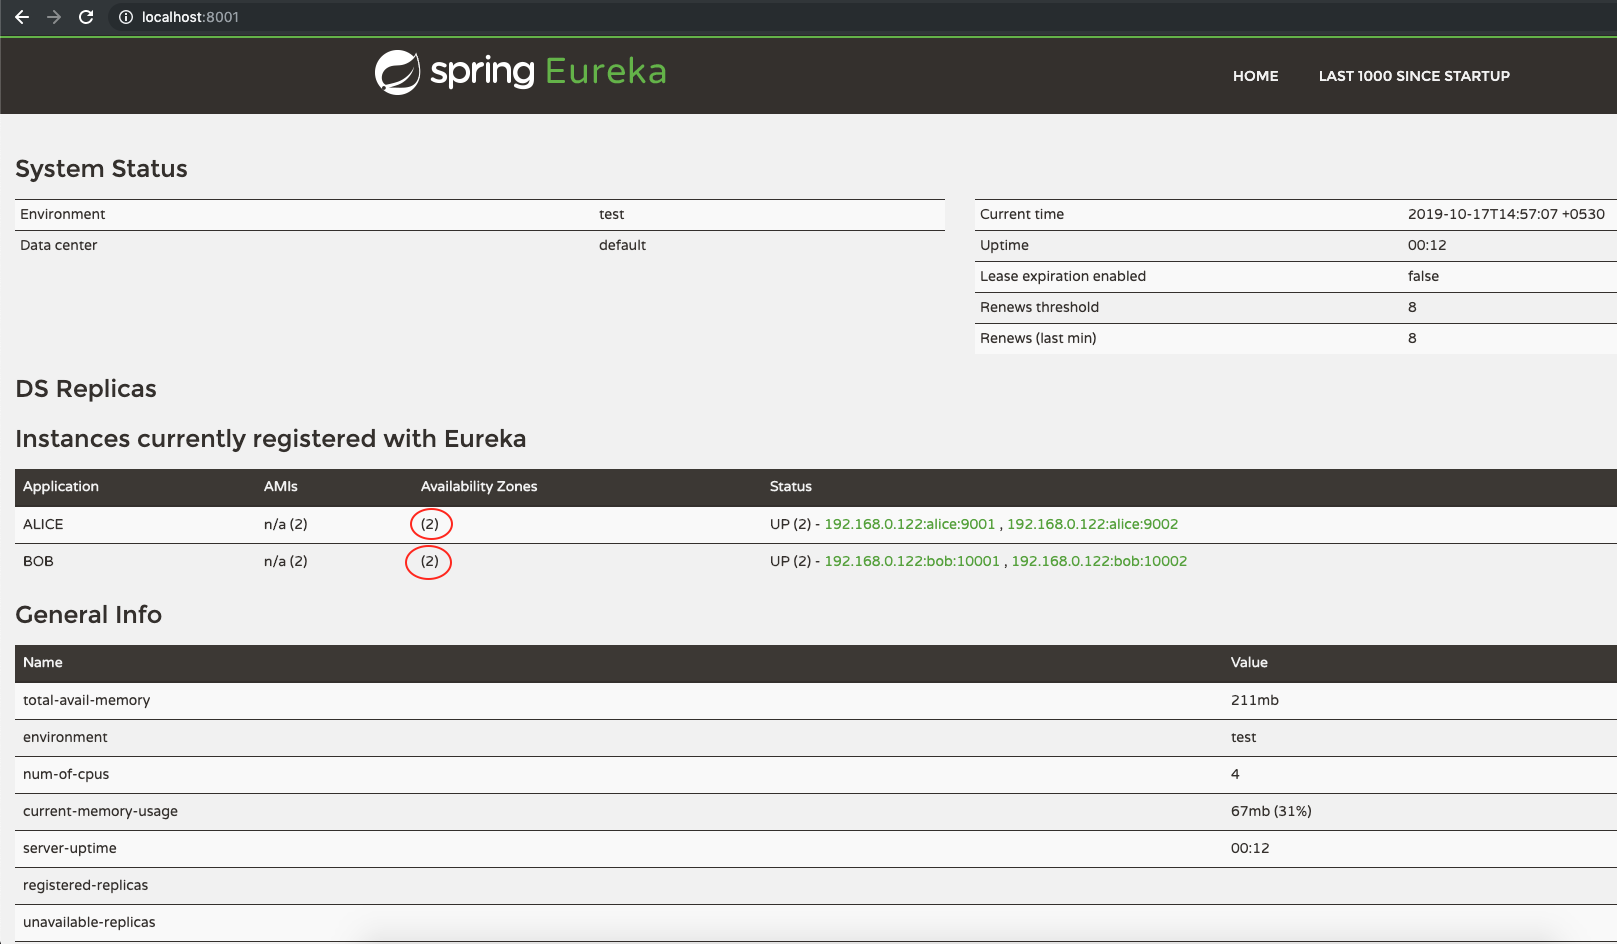 localhost:8001
spring Eureka
HOME LAST 1000 SINCE STARTUP
System Status
Environment test
Data center default
Current time 2019-10-17T14:57:07 +0530
Uptime 00:12
Lease expiration enabled false
Renews threshold 8
Renews (last min) 8
DS Replicas
Instances currently registered with Eureka
Application AMIs Availability Zones Status
ALICE n/a (2) (2) UP (2) - 192.168.0.122:alice:9001 , 192.168.0.122:alice:9002
BOB n/a (2) (2) UP (2) - 192.168.0.122:bob:10001 , 192.168.0.122:bob:10002
General Info
Name Value
total-avail-memory 211mb
environment test
num-of-cpus 4
current-memory-usage 67mb (31%)
server-uptime 00:12
registered-replicas
unavailable-replicas